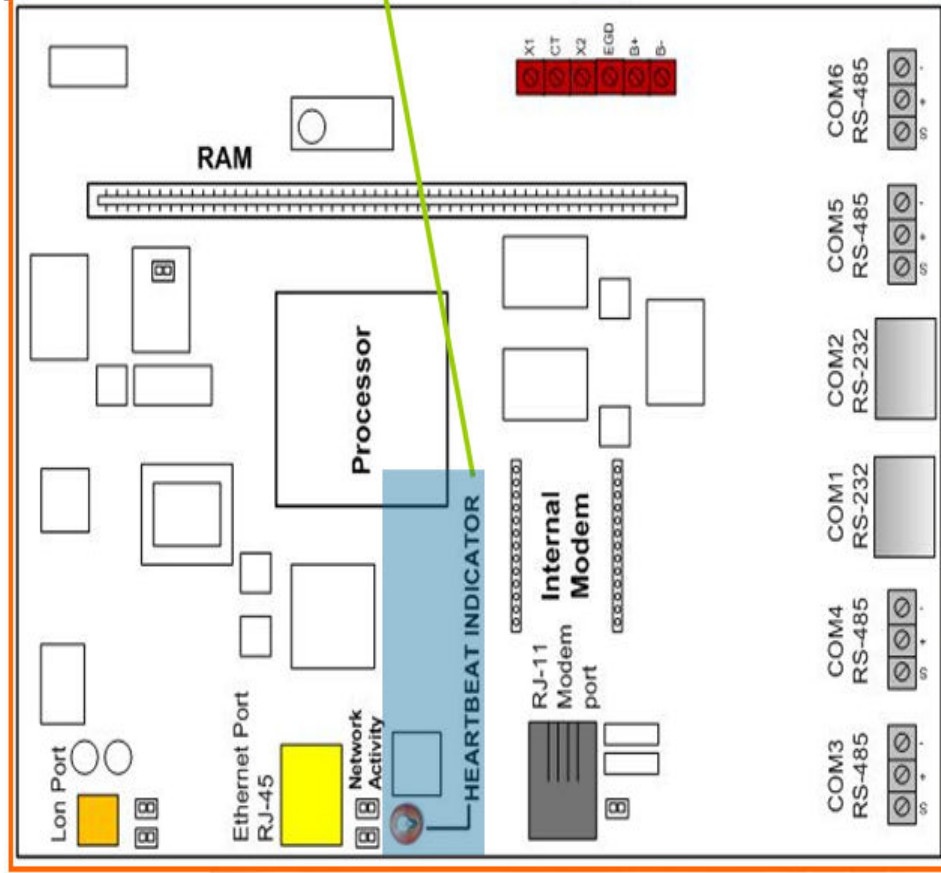 X1
CT
X2
EGD
B+
B-
RAM
COM6
RS-485
S + -
COM5
RS-485
S + -
Processor
COM2
RS-232
COM1
RS-232
HEARTBEAT INDICATOR
Internal
Modem
RJ-11
Modem
port
COM4
RS-485
S + -
Lon Port
Ethernet Port
RJ-45
Network
Activity
COM3
RS-485
S + -